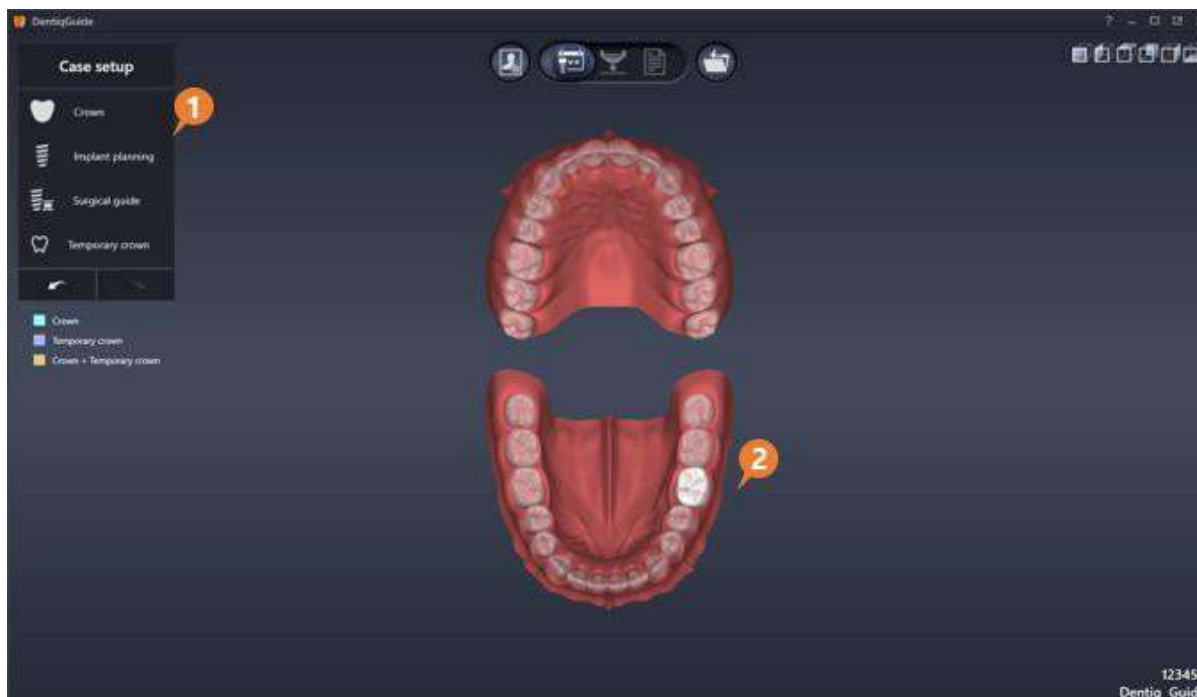 DentiqGuide
?
Case setup
Crown
1
Implant planning
Surgical guide
Temporary crown
Crown
Temporary crown
Crown + Temporary crown
2
12345
Dentiq_Guid